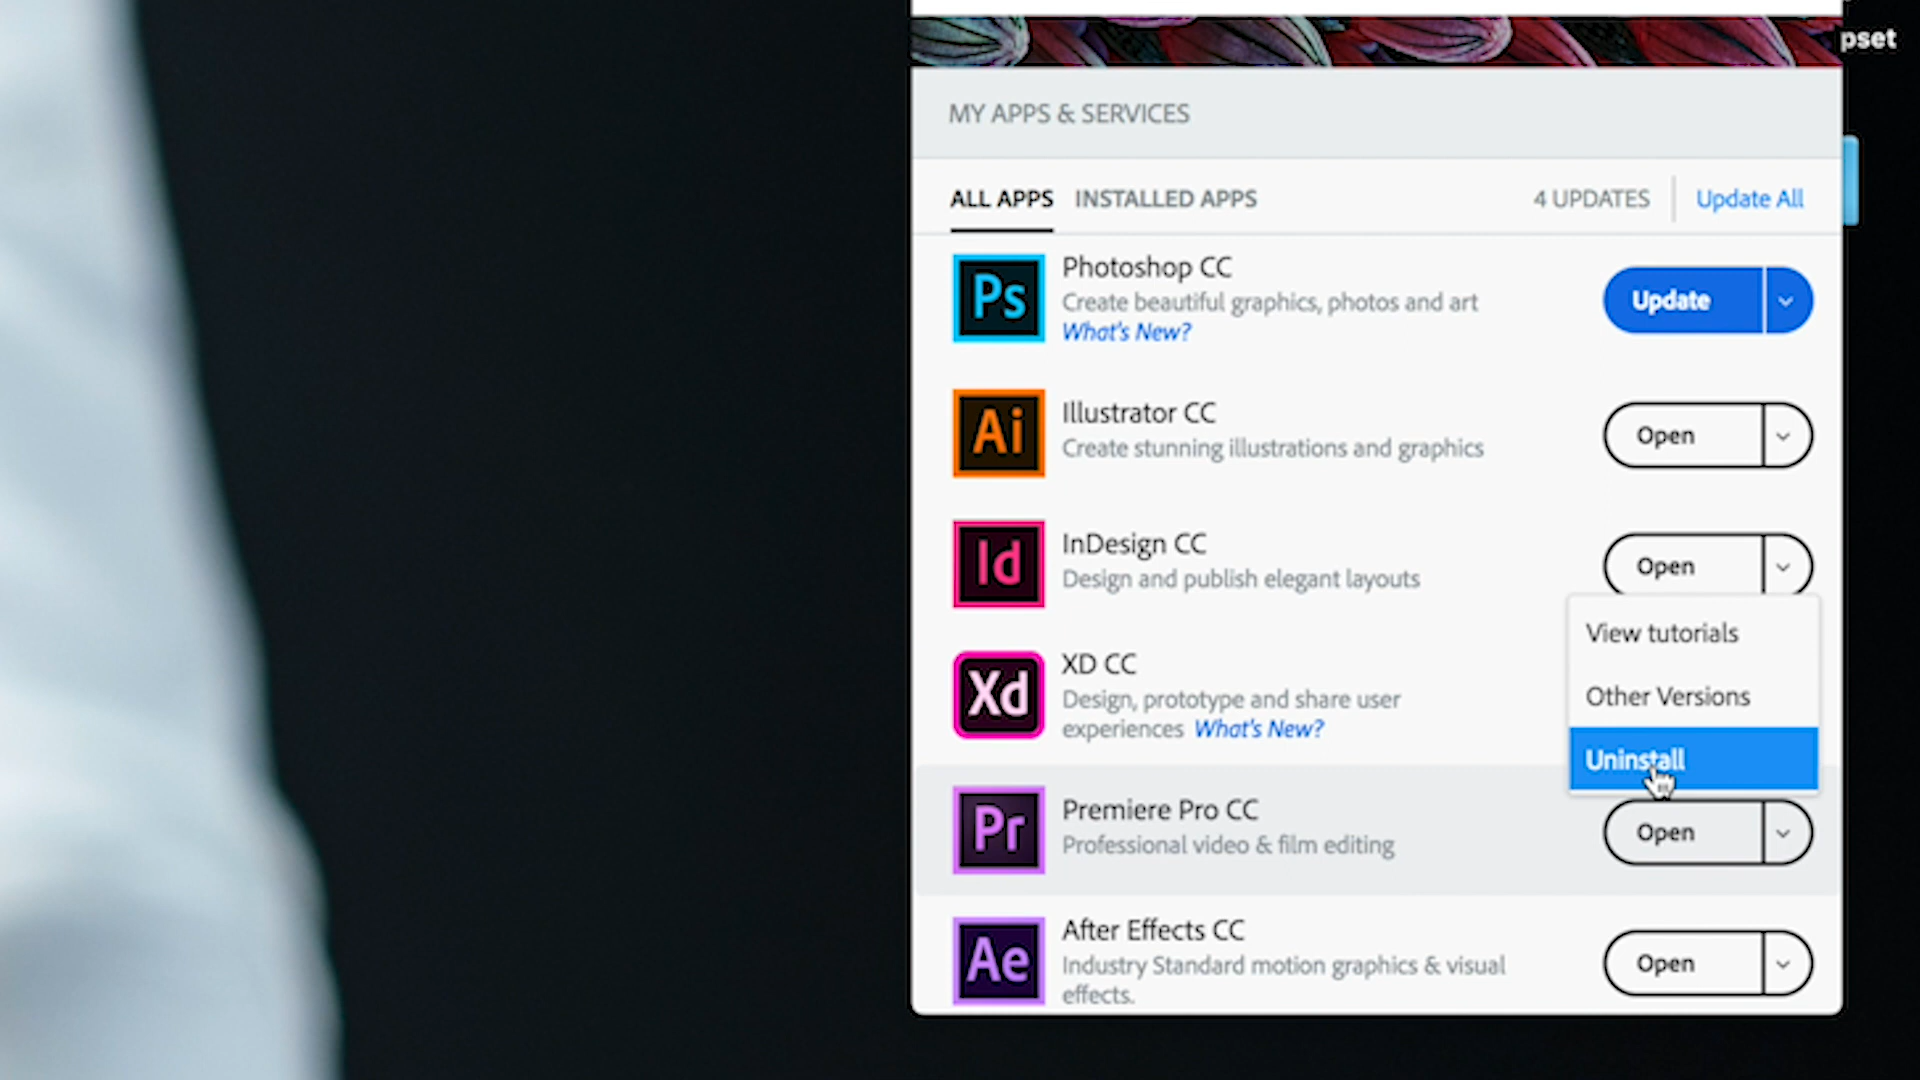 pset
MY APPS & SERVICES
ALL APPS INSTALLED APPS 4 UPDATES Update All
Ps Photoshop CC
Create beautiful graphics, photos and art
What's New?
Update
Ai Illustrator CC
Create stunning illustrations and graphics
Open
Id InDesign CC
Design and publish elegant layouts
Open
View tutorials
Other Versions
Uninstall
Xd XD CC
Design, prototype and share user
experiences What's New?
Pr Premiere Pro CC
Professional video & film editing
Open
Ae After Effects CC
Industry Standard motion graphics & visual
effects.
Open